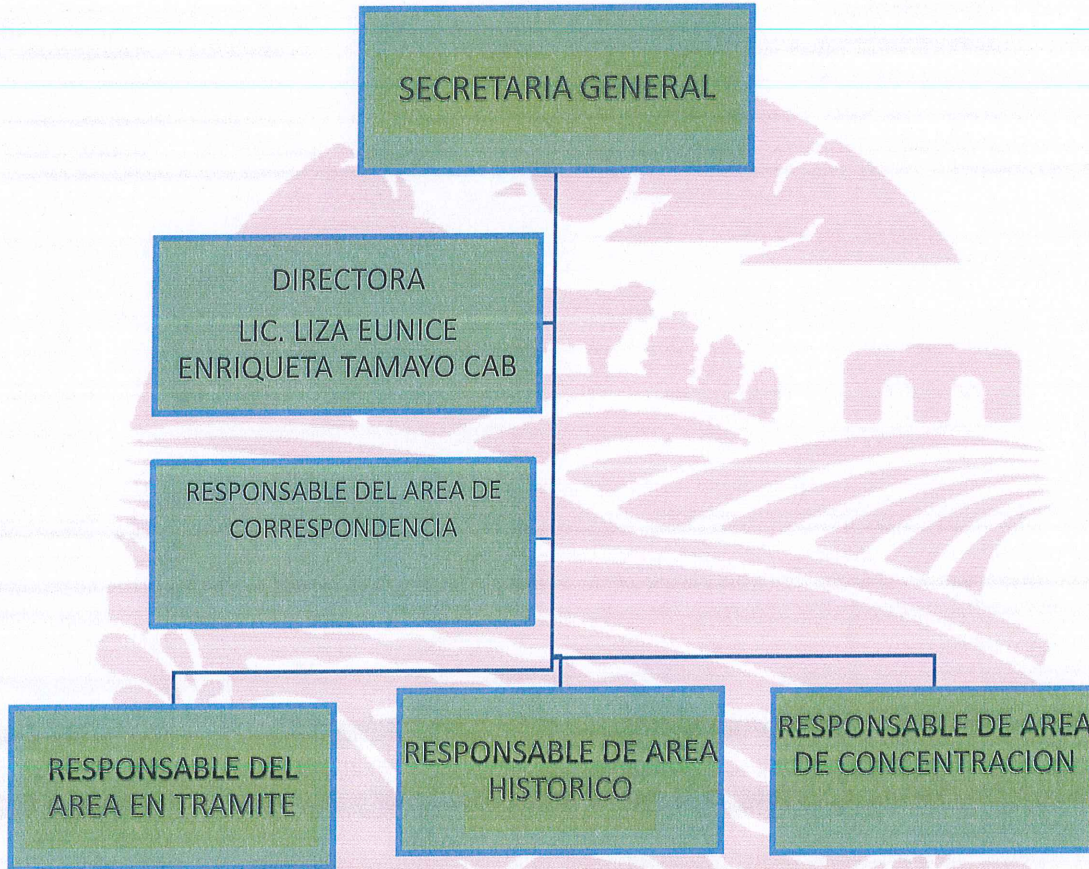 SECRETARIA GENERAL
DIRECTORA
LIC. LIZA EUNICE
ENRIQUETA TAMAYO CAB
RESPONSABLE DEL AREA DE
CORRESPONDENCIA
RESPONSABLE DEL
AREA EN TRAMITE
RESPONSABLE DE AREA
HISTORICO
RESPONSABLE DE AREA
DE CONCENTRACION